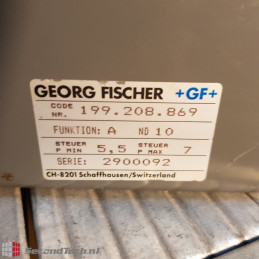 GEORG FISCHER +GF+
CODE NR. 199.208.869
FUNKTION: A ND 10
STEUER P MIN 5,5 STEUER P MAX 7
SERIE: 2900092
CH-8201 Schaffhausen/Switzerland
SecondTech.nl